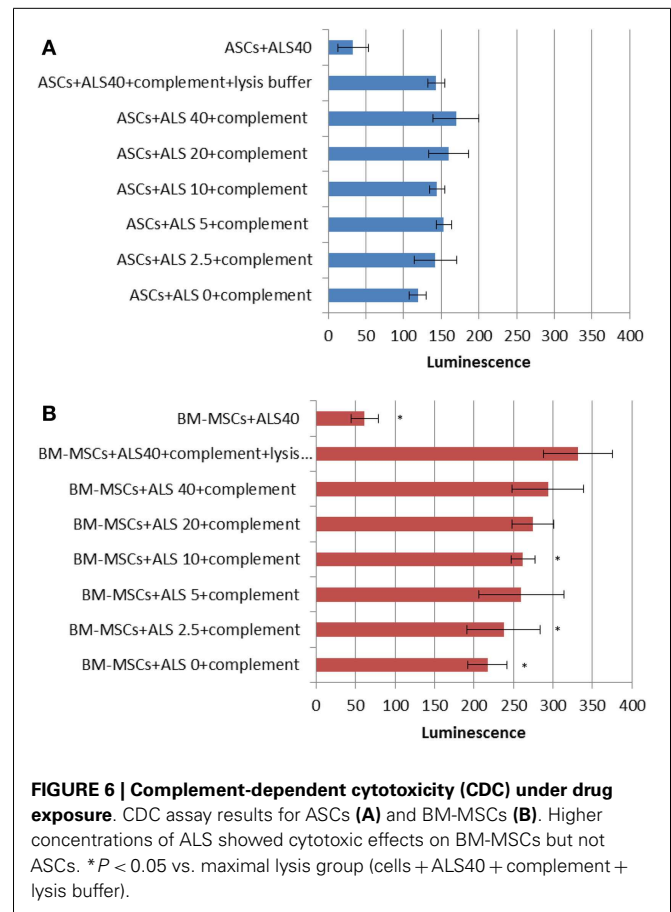 A
ASCs+ALS40
ASCs+ALS40+complement+lysis buffer
ASCs+ALS 40+complement
ASCs+ALS 20+complement
ASCs+ALS 10+complement
ASCs+ALS 5+complement
ASCs+ALS 2.5+complement
ASCs+ALS 0+complement
0 50 100 150 200 250 300 350 400
Luminescence
B
BM-MSCs+ALS40 *
BM-MSCs+ALS40+complement+lysis...
BM-MSCs+ALS 40+complement
BM-MSCs+ALS 20+complement
BM-MSCs+ALS 10+complement *
BM-MSCs+ALS 5+complement
BM-MSCs+ALS 2.5+complement *
BM-MSCs+ALS 0+complement *
0 50 100 150 200 250 300 350 400
Luminescence
FIGURE 6 | Complement-dependent cytotoxicity (CDC) under drug
exposure. CDC assay results for ASCs (A) and BM-MSCs (B). Higher
concentrations of ALS showed cytotoxic effects on BM-MSCs but not
ASCs. *P < 0.05 vs. maximal lysis group (cells + ALS40 + complement +
lysis buffer).